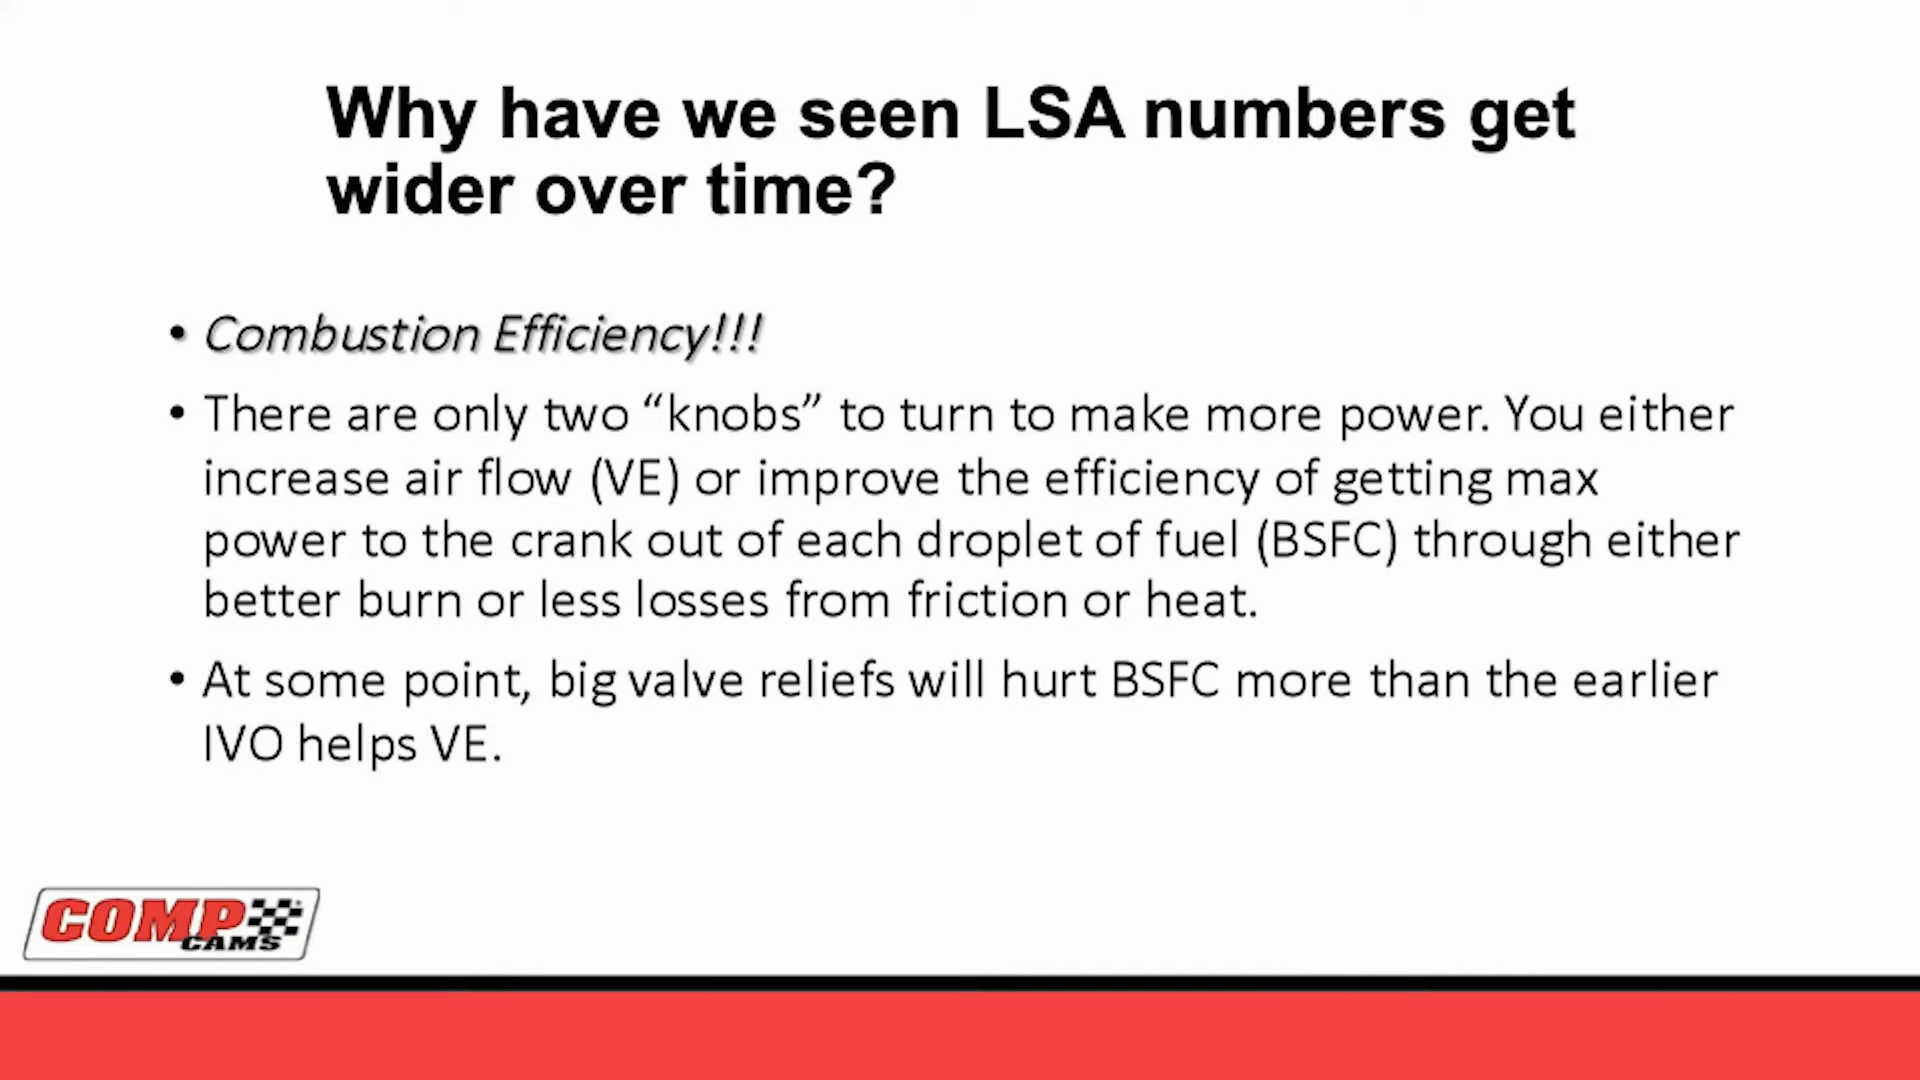 Why have we seen LSA numbers get
wider over time?
• Combustion Efficiency!!!
• There are only two “knobs” to turn to make more power. You either
increase air flow (VE) or improve the efficiency of getting max
power to the crank out of each droplet of fuel (BSFC) through either
better burn or less losses from friction or heat.
• At some point, big valve reliefs will hurt BSFC more than the earlier
IVO helps VE.
COMP
CAMS